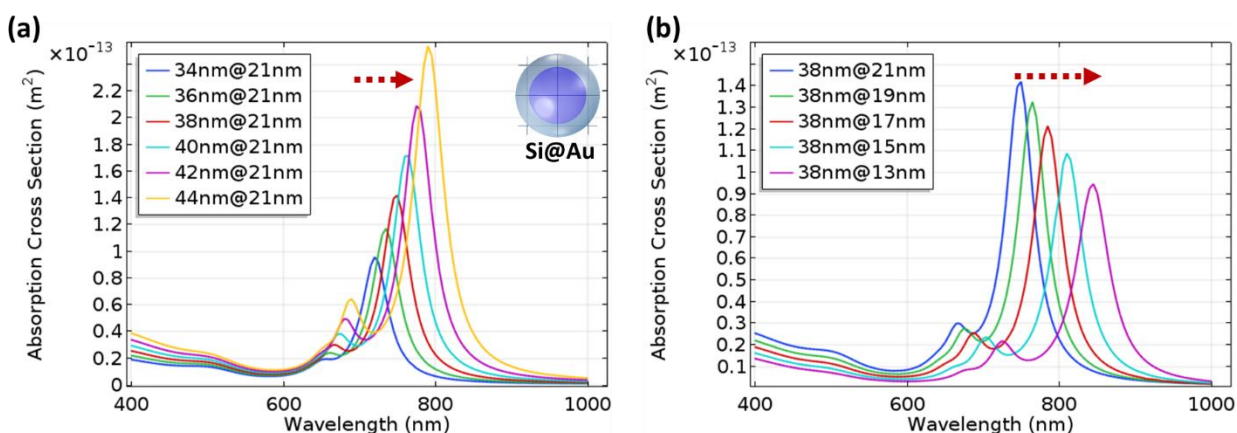 (a)
×10⁻¹³
Absorption Cross Section (m²)
2.2
2
1.8
1.6
1.4
1.2
1
0.8
0.6
0.4
0.2
0
34nm@21nm
36nm@21nm
38nm@21nm
40nm@21nm
42nm@21nm
44nm@21nm
Si@Au
400 600 800 1000
Wavelength (nm)
(b)
×10⁻¹³
Absorption Cross Section (m²)
1.4
1.3
1.2
1.1
1
0.9
0.8
0.7
0.6
0.5
0.4
0.3
0.2
0.1
38nm@21nm
38nm@19nm
38nm@17nm
38nm@15nm
38nm@13nm
400 600 800 1000
Wavelength (nm)